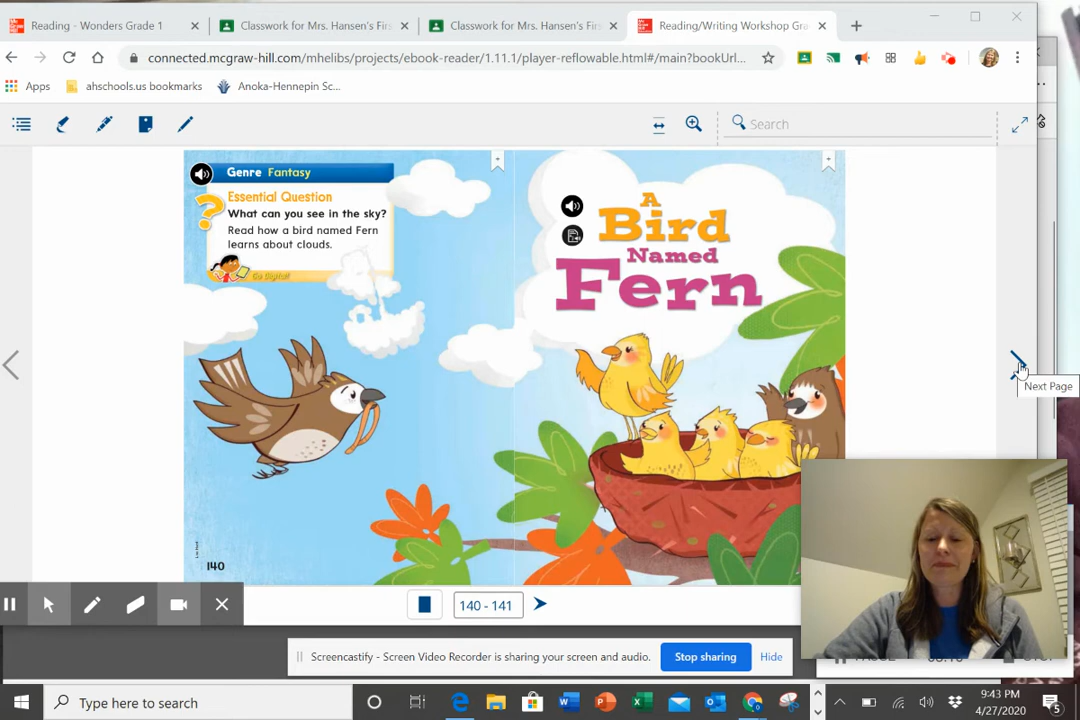 Reading - Wonders Grade 1
Classwork for Mrs. Hansen's Firs
Classwork for Mrs. Hansen's First
Reading/Writing Workshop Gra
connected.mcgraw-hill.com/mhelibs/projects/ebook-reader/1.11.1/player-reflowable.html#/main?bookUrl...
Apps
ahschools.us bookmarks
Anoka-Hennepin Sc...
Search
Genre Fantasy
Essential Question
What can you see in the sky?
Read how a bird named Fern
learns about clouds.
Go Digital!
A
Bird
Named
Fern
Next Page
140
140 - 141
Screencastify - Screen Video Recorder is sharing your screen and audio.
Stop sharing
Hide
Type here to search
9:43 PM
4/27/2020
5